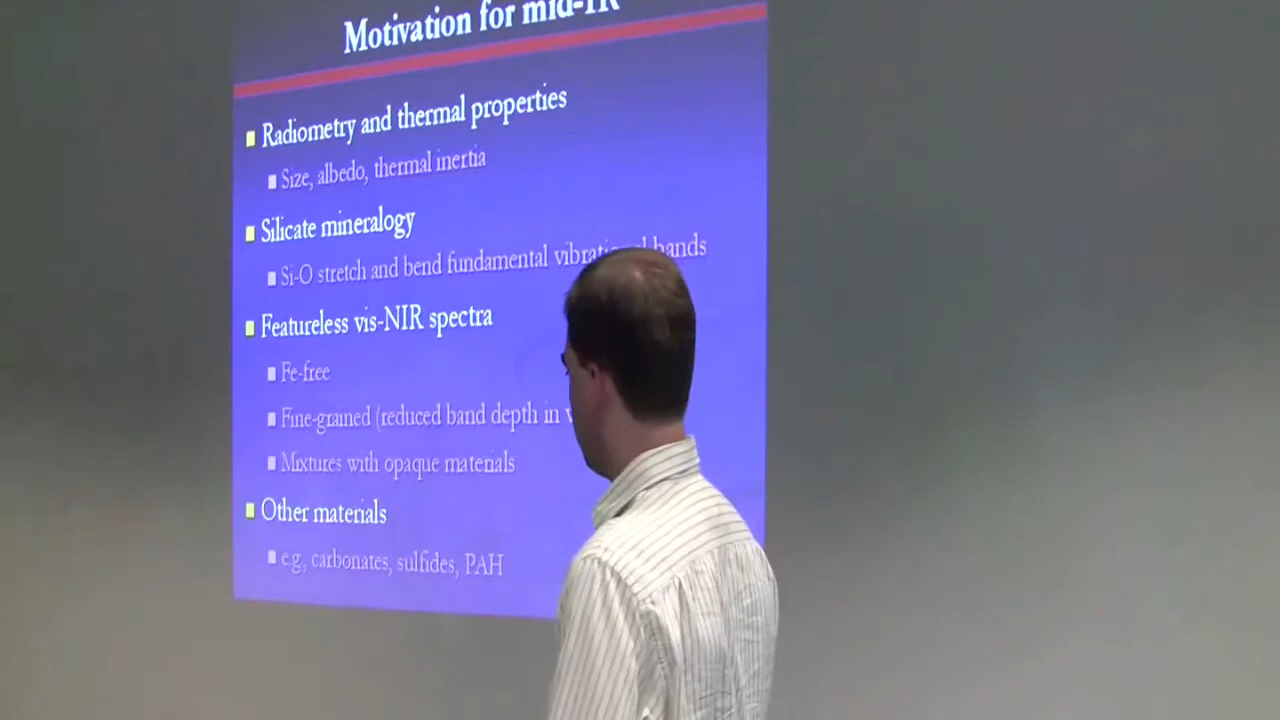 Motivation for mid-IR
Radiometry and thermal properties
Size, albedo, thermal inertia
Silicate mineralogy
Si-O stretch and bend fundamental vibrational bands
Featureless vis-NIR spectra
Fe-free
Fine-grained (reduced band depth in
Mixtures with opaque materials
Other materials
e.g., carbonates, sulfides, PAH